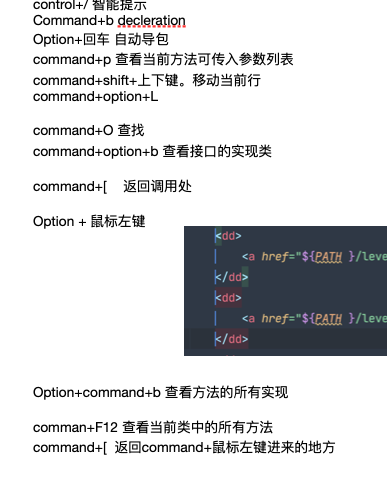 control+/ 智能提示
Command+b decleration
Option+回车 自动导包
command+p 查看当前方法可传入参数列表
command+shift+上下键。移动当前行
command+option+L
command+O 查找
command+option+b 查看接口的实现类
command+[ 返回调用处
Option + 鼠标左键
<dd>
<a href="${PATH }/leve
</dd>
<dd>
<a href="${PATH }/leve
</dd>
Option+command+b 查看方法的所有实现
comman+F12 查看当前类中的所有方法
command+[ 返回command+鼠标左键进来的地方